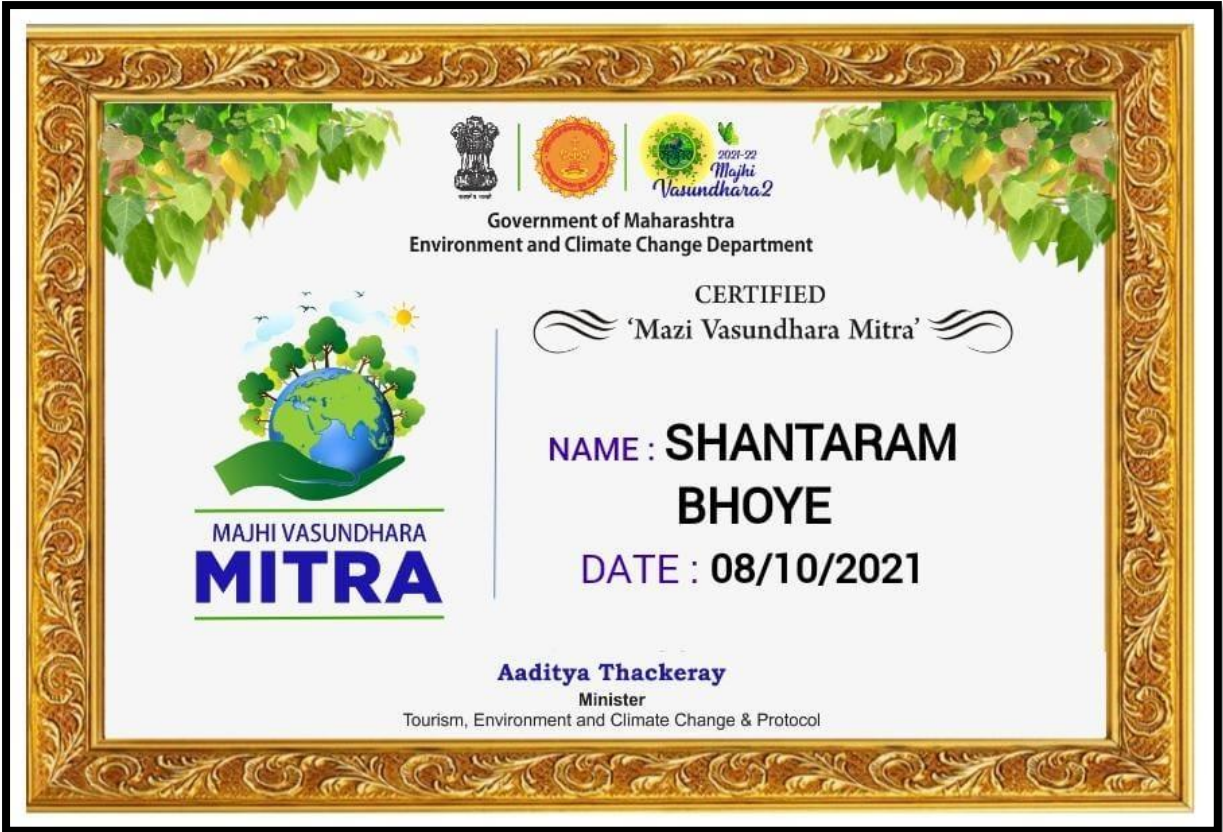 2021-22
Majhi
Vasundhara2
Government of Maharashtra
Environment and Climate Change Department
CERTIFIED
'Mazi Vasundhara Mitra'
MAJHI VASUNDHARA
MITRA
NAME : SHANTARAM
BHOYE
DATE : 08/10/2021
Aaditya Thackeray
Minister
Tourism, Environment and Climate Change & Protocol